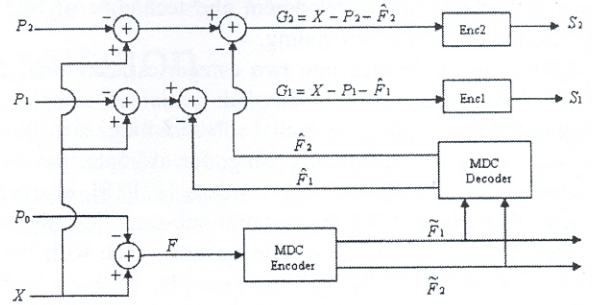 P₂ − + + − G₂ = X − P₂ − F̂₂ Enc2 S₂
P₁ − + + − G₁ = X − P₁ − F̂₁ Enc1 S₁
F̂₂
F̂₁
MDC
Decoder
P₀ − + F
MDC
Encoder
F̃₁
F̃₂
X